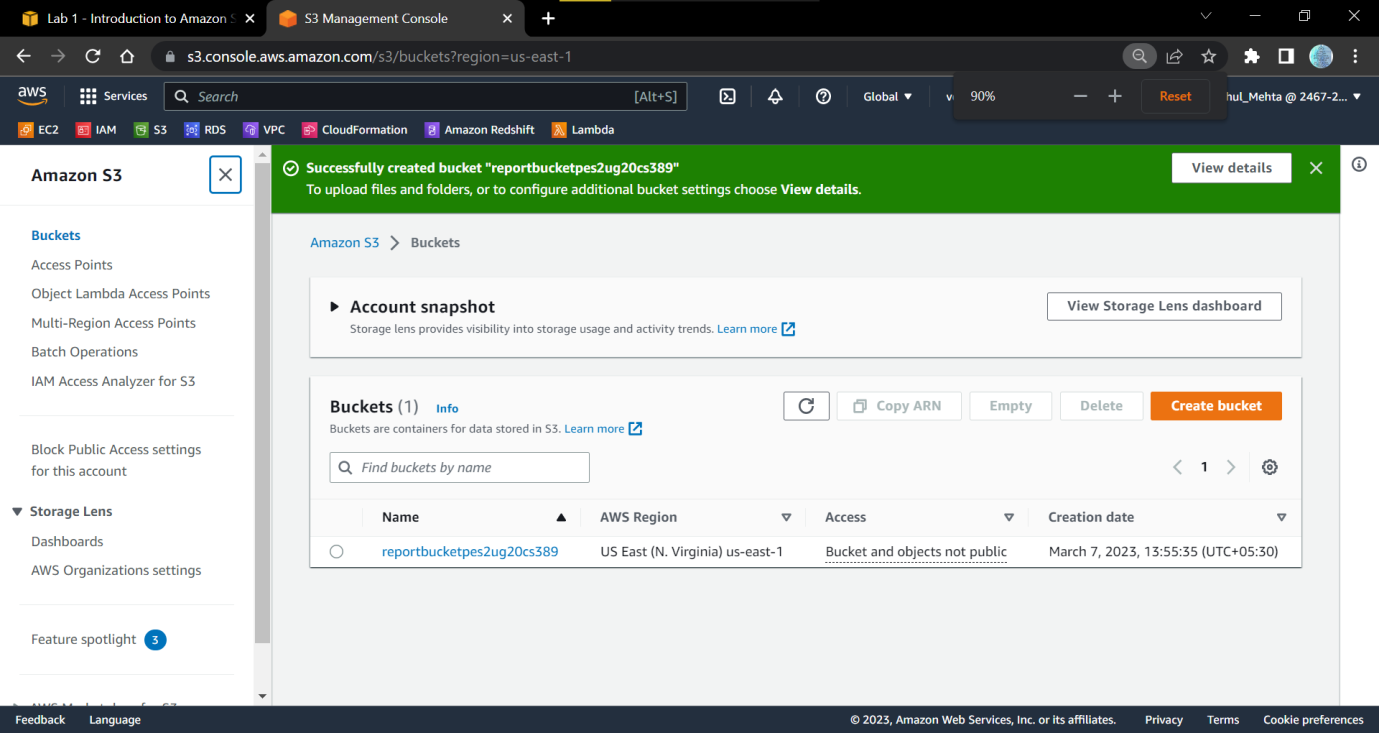 Lab 1 - Introduction to Amazon S
S3 Management Console
s3.console.aws.amazon.com/s3/buckets?region=us-east-1
aws
Services
Search
[Alt+S]
Global
90%
Reset
hul_Mehta @ 2467-2...
EC2
IAM
S3
RDS
VPC
CloudFormation
Amazon Redshift
Lambda
Amazon S3
Buckets
Access Points
Object Lambda Access Points
Multi-Region Access Points
Batch Operations
IAM Access Analyzer for S3
Block Public Access settings
for this account
Storage Lens
Dashboards
AWS Organizations settings
Feature spotlight 3
Successfully created bucket "reportbucketpes2ug20cs389"
To upload files and folders, or to configure additional bucket settings choose View details.
View details
Amazon S3 Buckets
Account snapshot
Storage lens provides visibility into storage usage and activity trends. Learn more
View Storage Lens dashboard
Buckets (1) Info
Buckets are containers for data stored in S3. Learn more
Copy ARN
Empty
Delete
Create bucket
Find buckets by name
1
Name AWS Region Access Creation date
reportbucketpes2ug20cs389 US East (N. Virginia) us-east-1 Bucket and objects not public March 7, 2023, 13:55:35 (UTC+05:30)
Feedback Language © 2023, Amazon Web Services, Inc. or its affiliates. Privacy Terms Cookie preferences